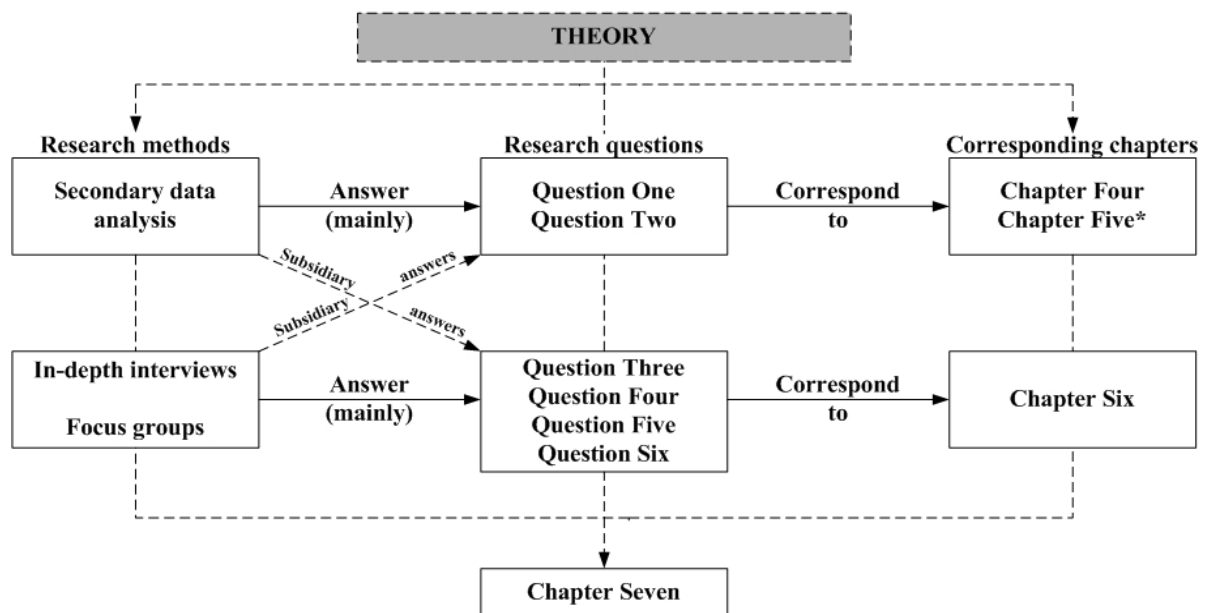 THEORY
Research methods
Research questions
Corresponding chapters
Secondary data
analysis
Answer
(mainly)
Question One
Question Two
Correspond
to
Chapter Four
Chapter Five*
Subsidiary
answers
Subsidiary
answers
In-depth interviews
Focus groups
Answer
(mainly)
Question Three
Question Four
Question Five
Question Six
Correspond
to
Chapter Six
Chapter Seven